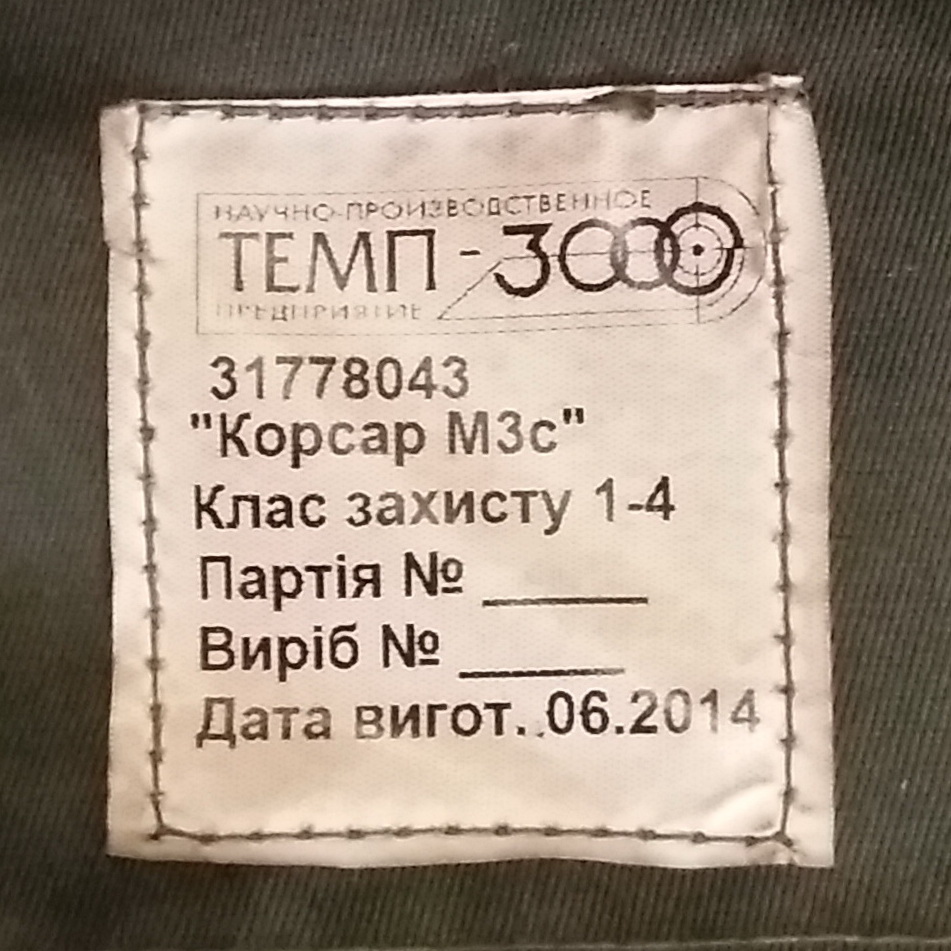 НАУЧНО-ПРОИЗВОДСТВЕННОЕ
ТЕМП - 3000
ПРЕДПРИЯТИЕ
31778043
"Корсар М3с"
Клас захисту 1-4
Партія № ______
Виріб № ______
Дата вигот..06.2014